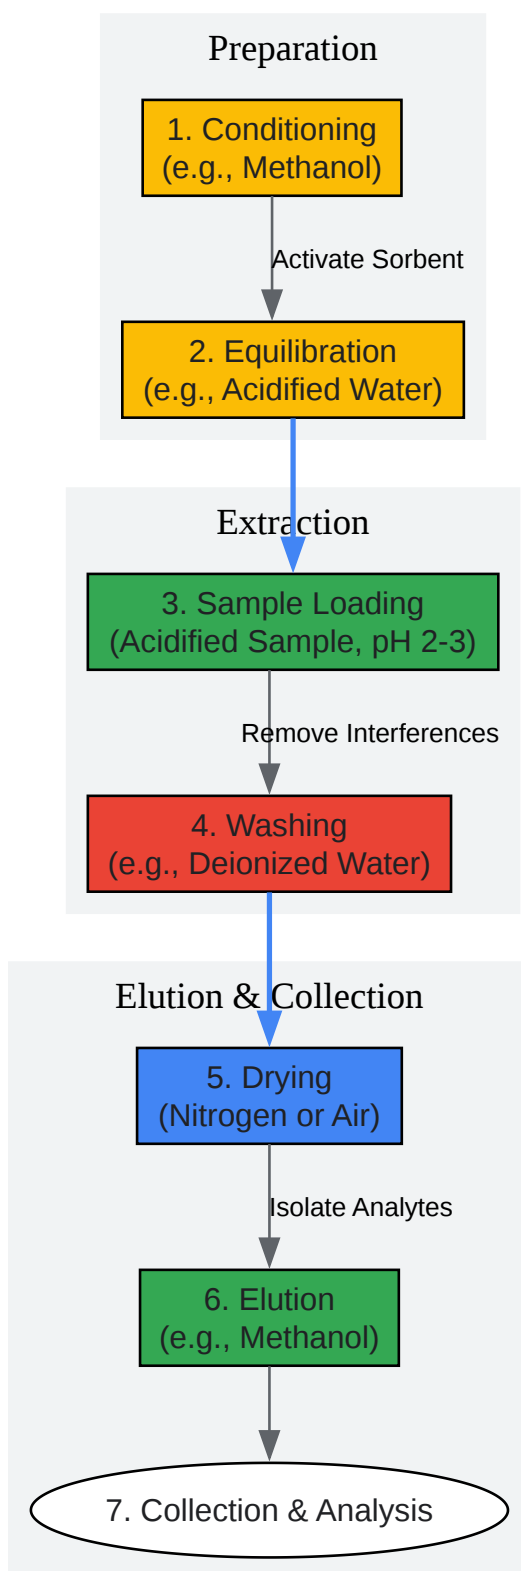 Preparation
1. Conditioning
(e.g., Methanol)
Activate Sorbent
2. Equilibration
(e.g., Acidified Water)
Extraction
3. Sample Loading
(Acidified Sample, pH 2-3)
Remove Interferences
4. Washing
(e.g., Deionized Water)
Elution & Collection
5. Drying
(Nitrogen or Air)
Isolate Analytes
6. Elution
(e.g., Methanol)
7. Collection & Analysis